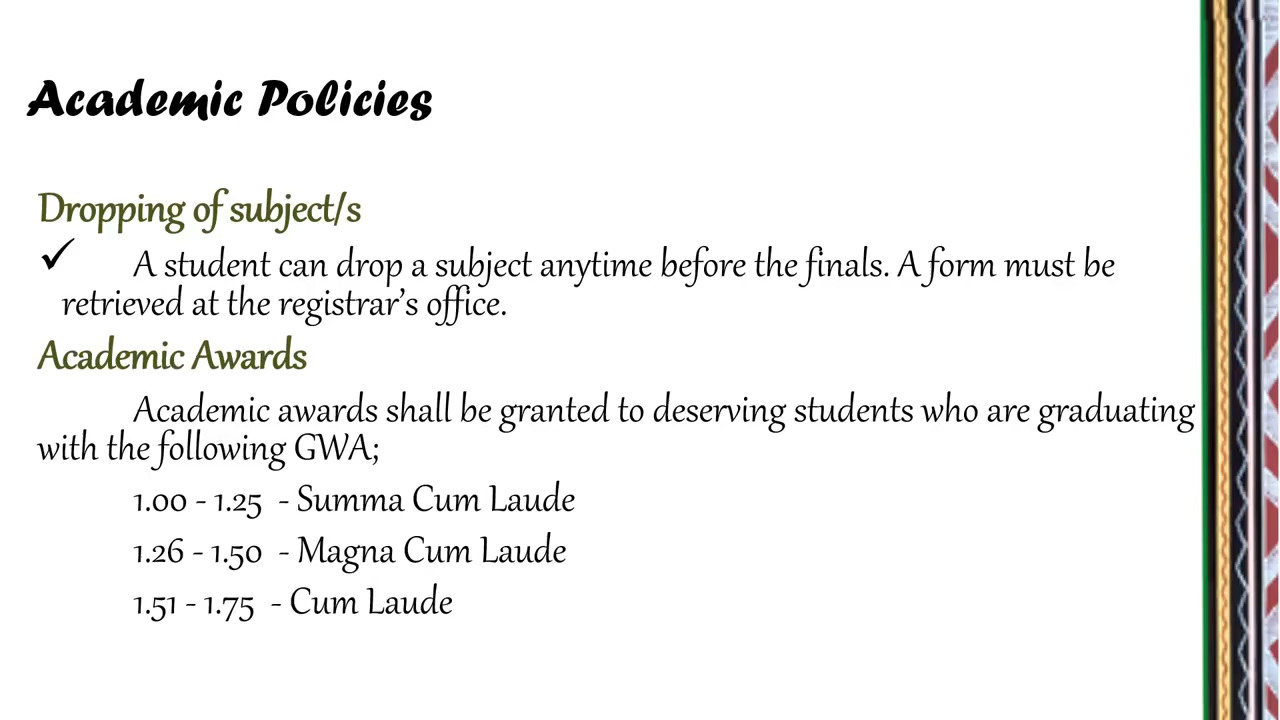 Academic Policies
Dropping of subject/s
✓ A student can drop a subject anytime before the finals. A form must be
retrieved at the registrar’s office.
Academic Awards
Academic awards shall be granted to deserving students who are graduating
with the following GWA;
1.00 - 1.25 - Summa Cum Laude
1.26 - 1.50 - Magna Cum Laude
1.51 - 1.75 - Cum Laude